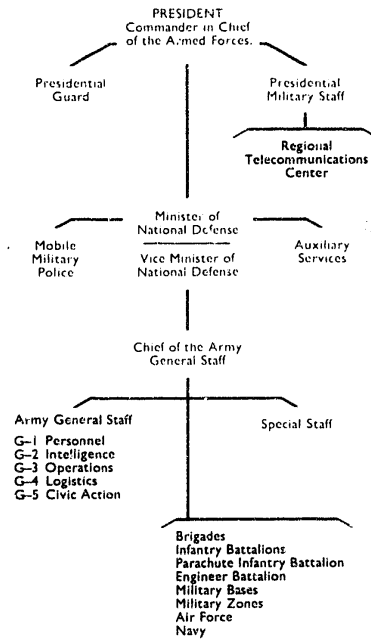 PRESIDENT
Commander in Chief
of the Armed Forces.
Presidential
Guard
Presidential
Military Staff
Regional
Telecommunications
Center
Minister of
National Defense
Vice Minister of
National Defense
Mobile
Military
Police
Auxiliary
Services
Chief of the Army
General Staff
Army General Staff
G-1 Personnel
G-2 Intelligence
G-3 Operations
G-4 Logistics
G-5 Civic Action
Special Staff
Brigades
Infantry Battalions
Parachute Infantry Battalion
Engineer Battalion
Military Bases
Military Zones
Air Force
Navy